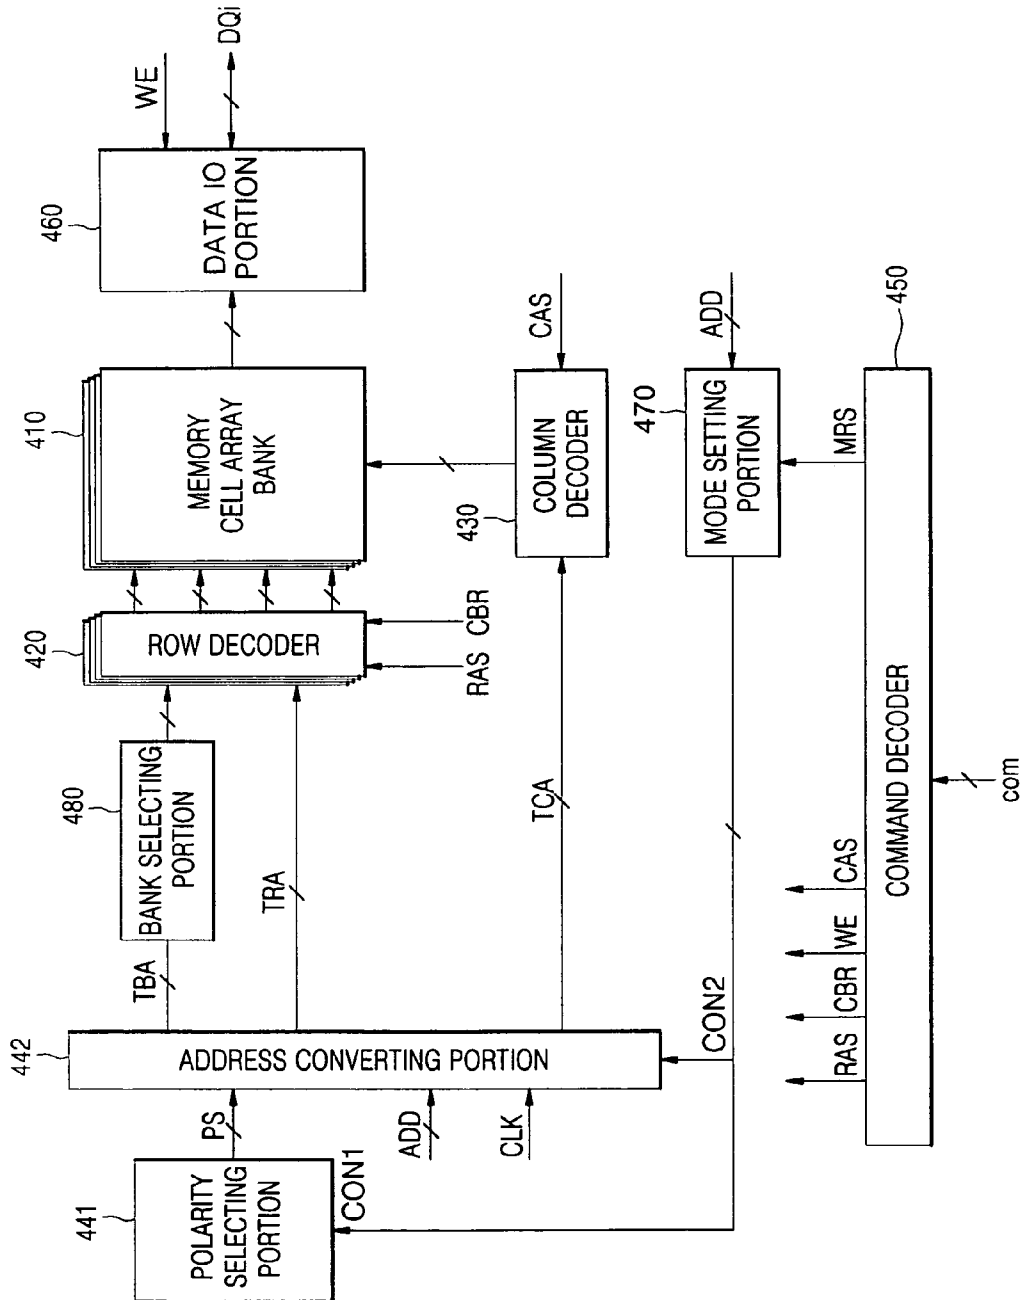 441
POLARITY
SELECTING
PORTION
CON1
PS
ADD
CLK
442
ADDRESS CONVERTING PORTION
CON2
TBA
TRA
TCA
480
BANK SELECTING
PORTION
420
ROW DECODER
RAS
CBR
410
MEMORY
CELL ARRAY
BANK
430
COLUMN
DECODER
CAS
460
DATA IO
PORTION
WE
DQi
470
MODE SETTING
PORTION
ADD
MRS
450
COMMAND DECODER
RAS
CBR
WE
CAS
com